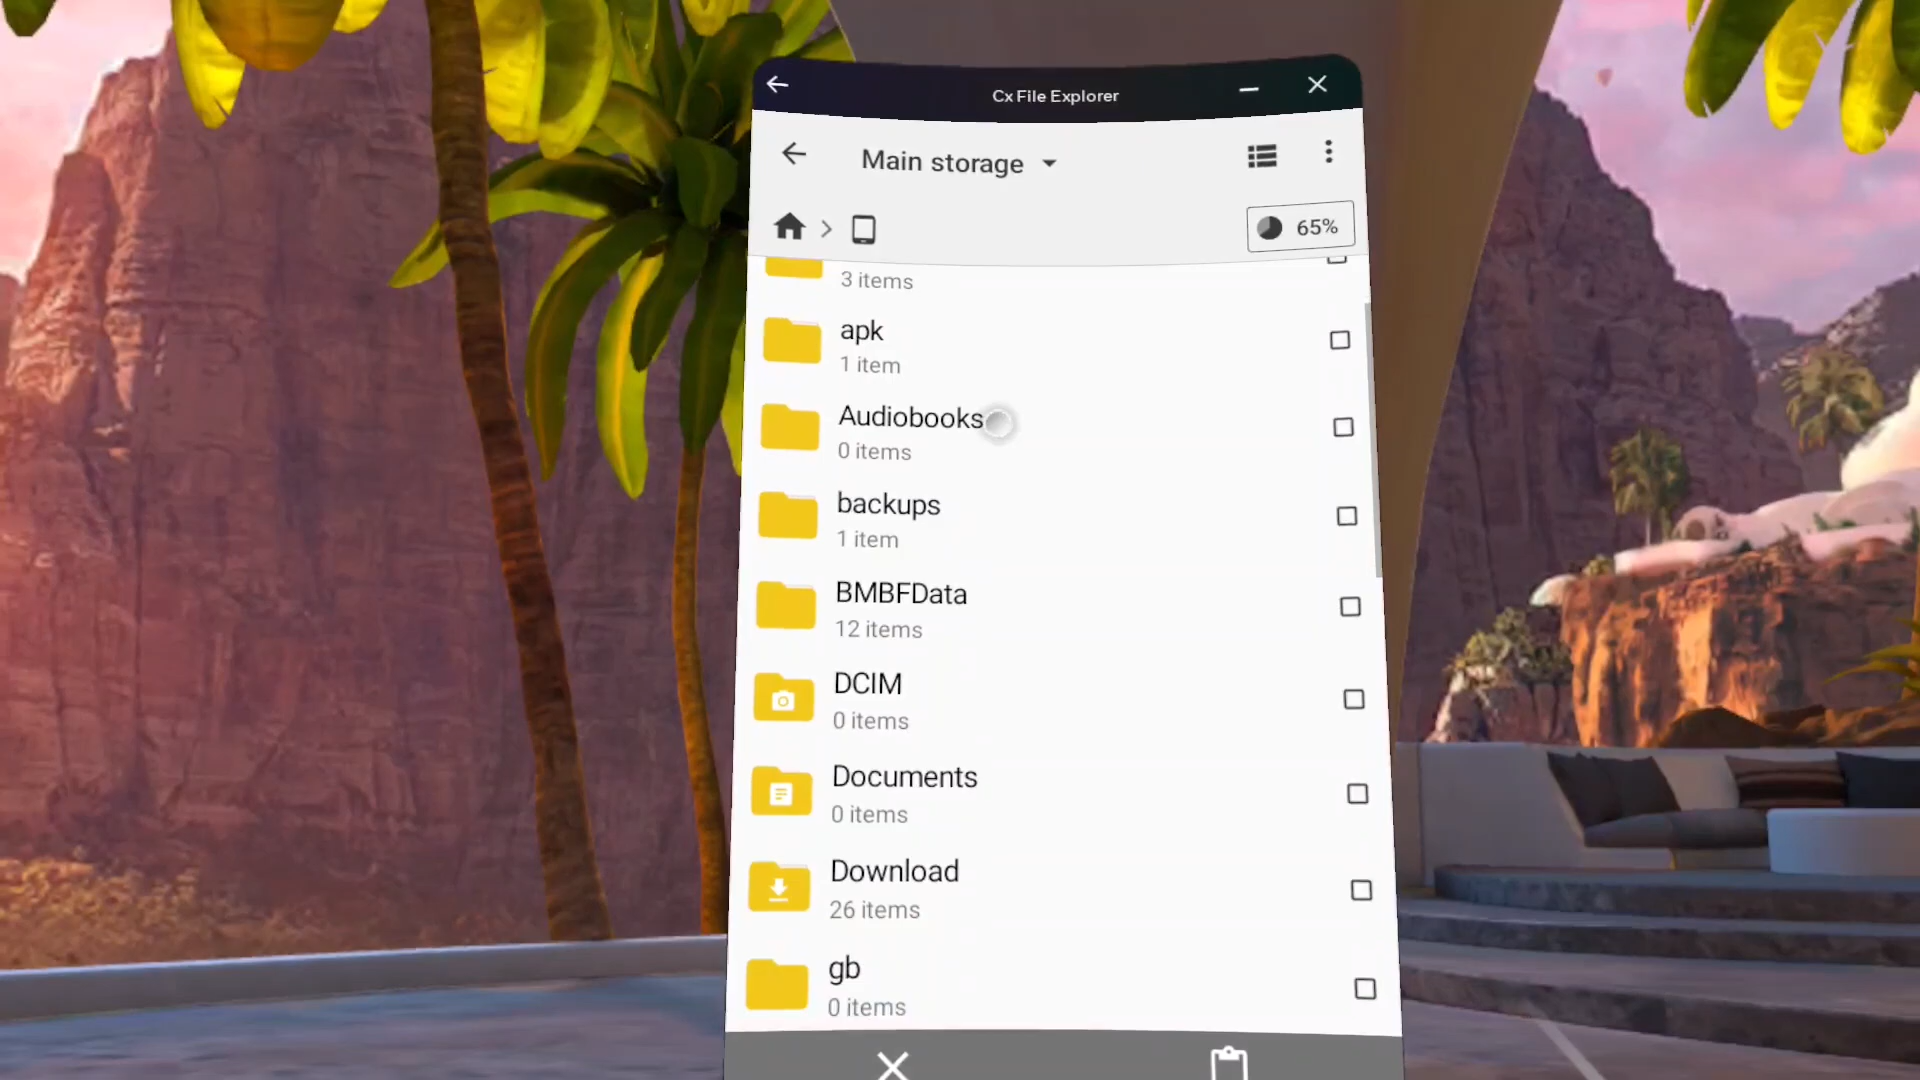 Cx File Explorer
Main storage
65%
3 items
apk
1 item
Audiobooks
0 items
backups
1 item
BMBFData
12 items
DCIM
0 items
Documents
0 items
Download
26 items
gb
0 items